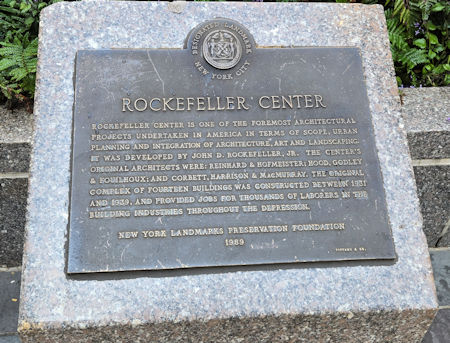 DESIGNATED LANDMARK
NEW YORK CITY
ROCKEFELLER CENTER
ROCKEFELLER CENTER IS ONE OF THE FOREMOST ARCHITECTURAL
PROJECTS UNDERTAKEN IN AMERICA IN TERMS OF SCOPE, URBAN
PLANNING AND INTEGRATION OF ARCHITECTURE, ART AND LANDSCAPING.
IT WAS DEVELOPED BY JOHN D. ROCKEFELLER, JR. THE CENTER'S
ORIGINAL ARCHITECTS WERE: REINHARD & HOFMEISTER; HOOD, GODLEY
& FOUILHOUX; AND CORBETT, HARRISON & MACMURRAY. THE ORIGINAL
COMPLEX OF FOURTEEN BUILDINGS WAS CONSTRUCTED BETWEEN 1931
AND 1939, AND PROVIDED JOBS FOR THOUSANDS OF LABORERS IN THE
BUILDING INDUSTRIES THROUGHOUT THE DEPRESSION.
NEW YORK LANDMARKS PRESERVATION FOUNDATION
1989
TIFFANY & CO.